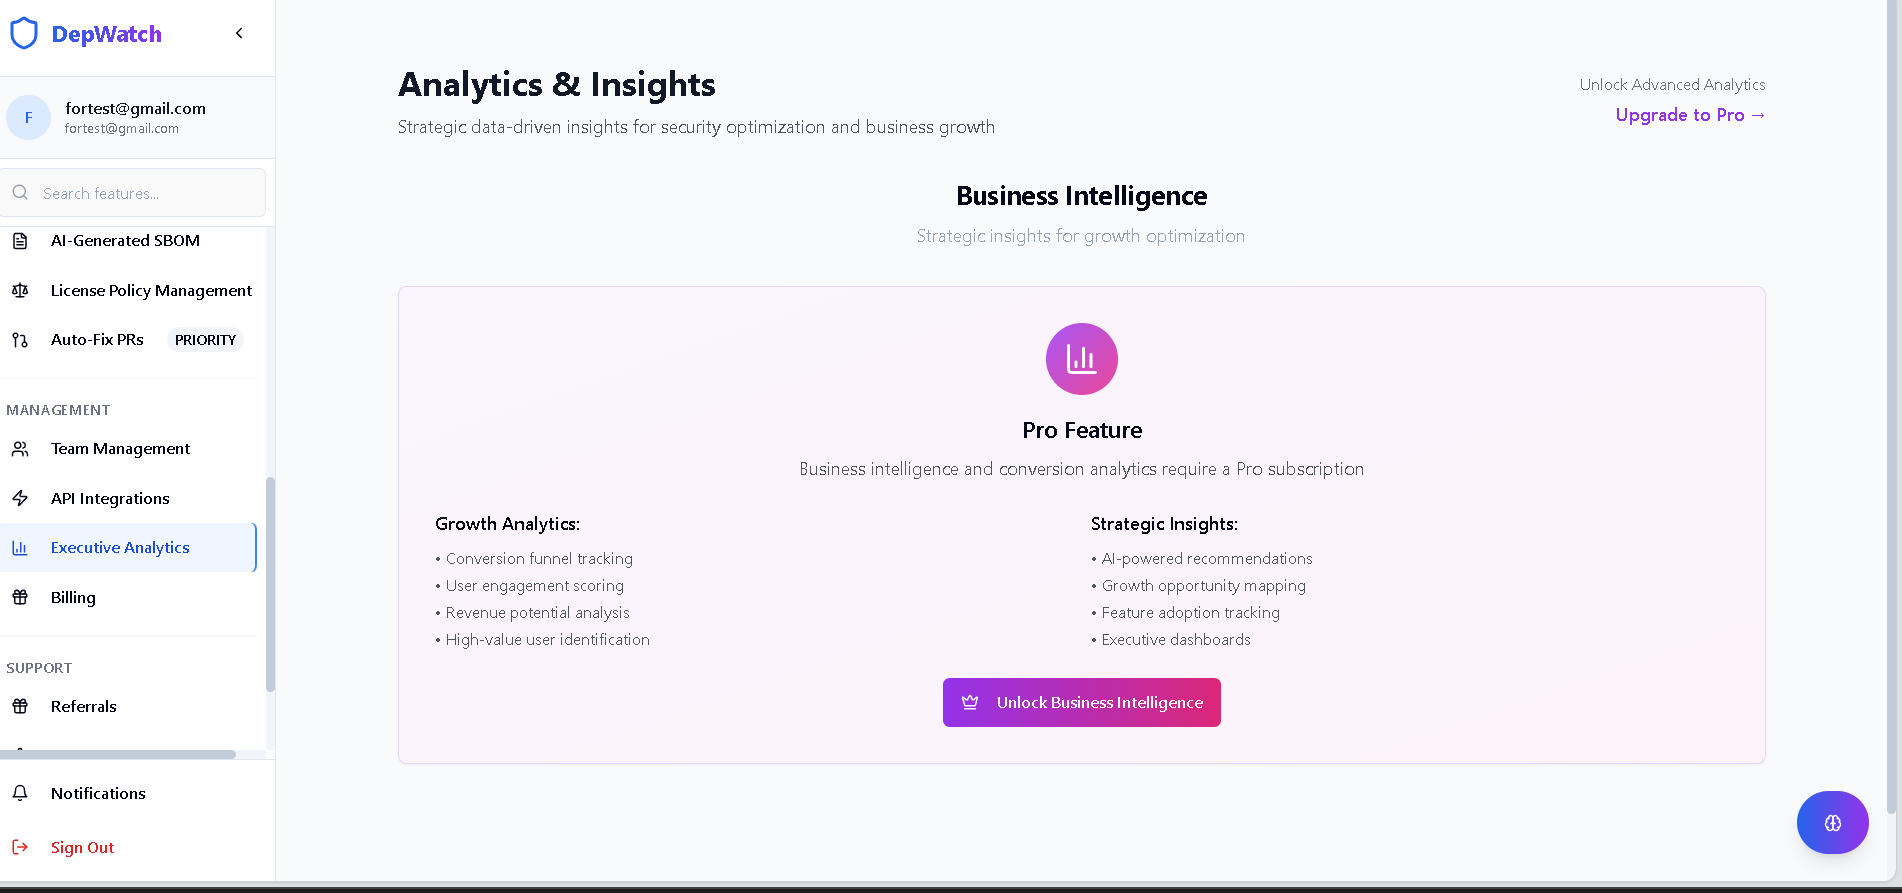 DepWatch
F
fortest@gmail.com
fortest@gmail.com
Search features...
AI-Generated SBOM
License Policy Management
Auto-Fix PRs PRIORITY
MANAGEMENT
Team Management
API Integrations
Executive Analytics
Billing
SUPPORT
Referrals
Notifications
Sign Out
Analytics & Insights
Strategic data-driven insights for security optimization and business growth
Unlock Advanced Analytics
Upgrade to Pro →
Business Intelligence
Strategic insights for growth optimization
Pro Feature
Business intelligence and conversion analytics require a Pro subscription
Growth Analytics:
• Conversion funnel tracking
• User engagement scoring
• Revenue potential analysis
• High-value user identification
Strategic Insights:
• AI-powered recommendations
• Growth opportunity mapping
• Feature adoption tracking
• Executive dashboards
Unlock Business Intelligence